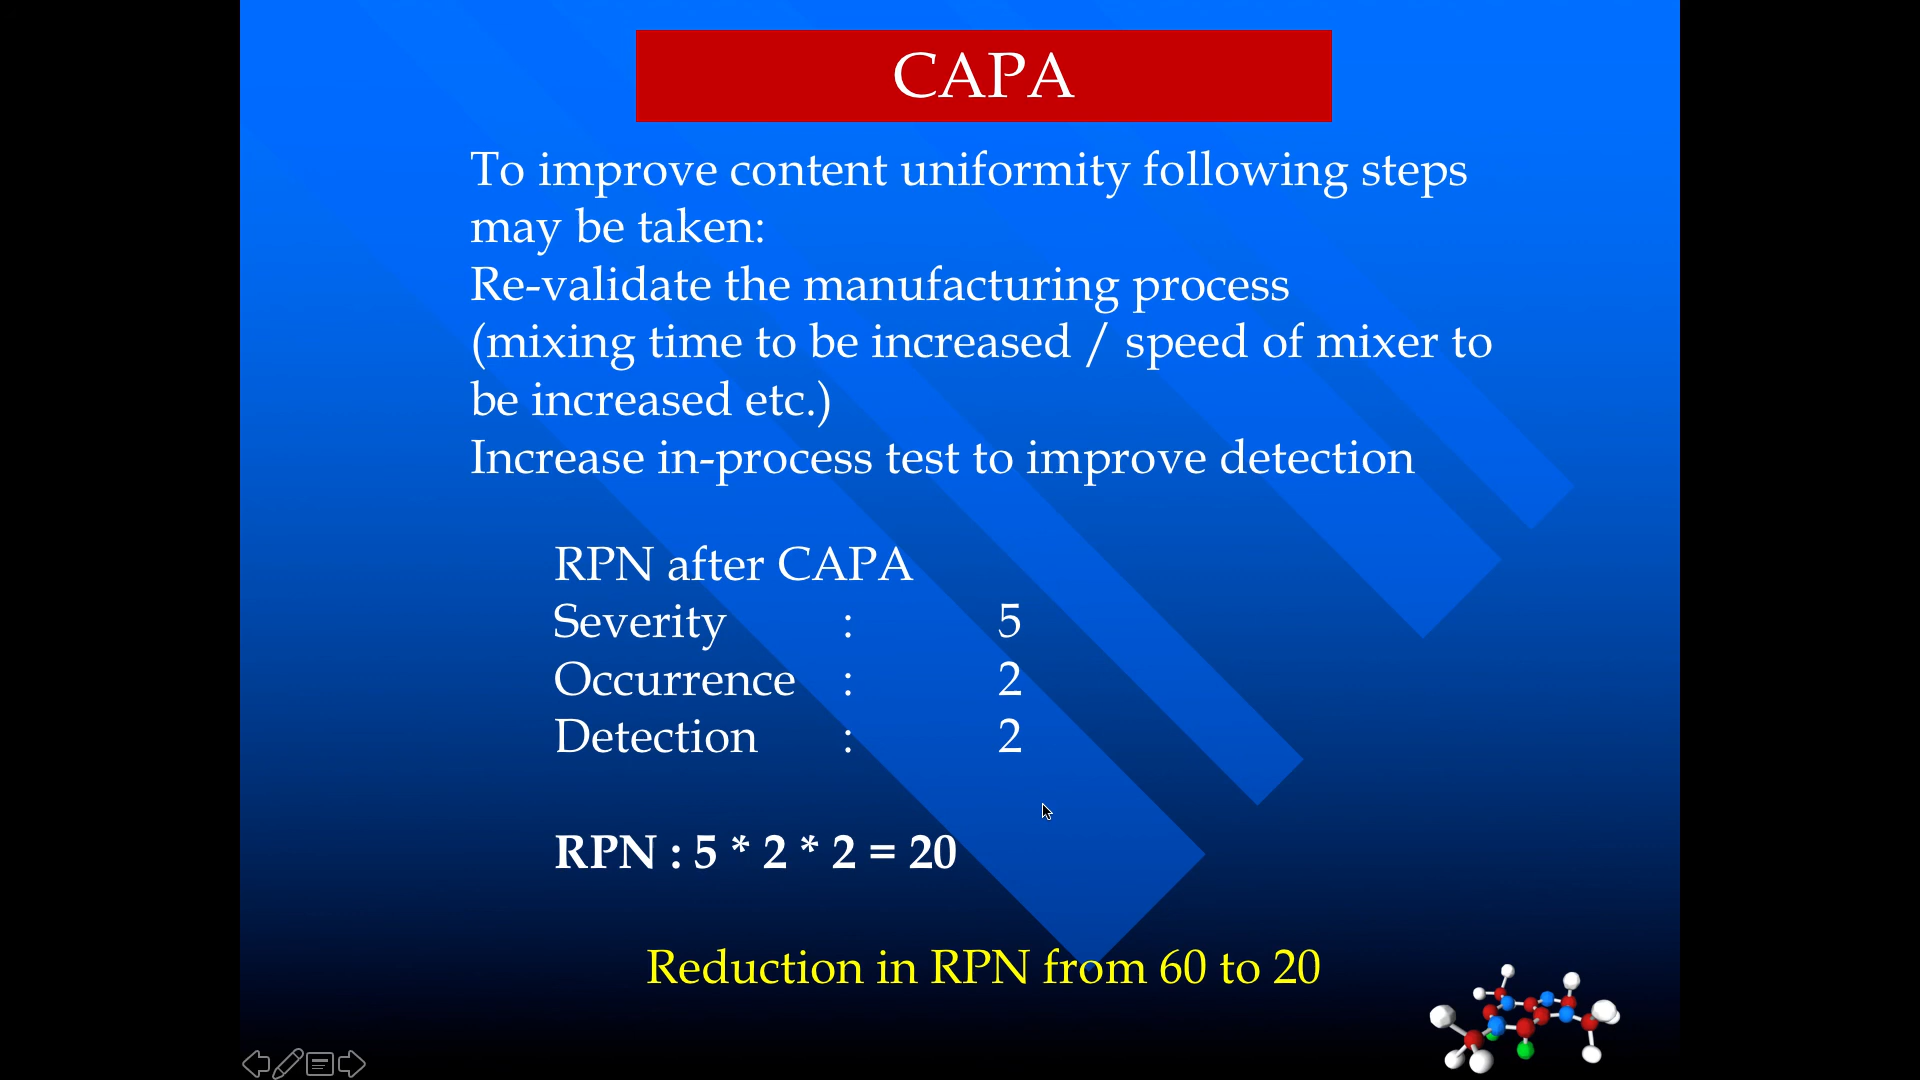 CAPA
To improve content uniformity following steps
may be taken:
Re-validate the manufacturing process
(mixing time to be increased / speed of mixer to
be increased etc.)
Increase in-process test to improve detection
RPN after CAPA
Severity : 5
Occurrence : 2
Detection : 2
RPN : 5 * 2 * 2 = 20
Reduction in RPN from 60 to 20